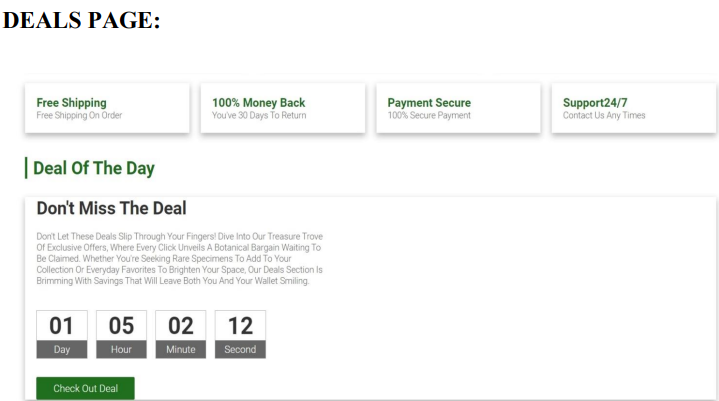 DEALS PAGE:
Free Shipping
Free Shipping On Order
100% Money Back
You've 30 Days To Return
Payment Secure
100% Secure Payment
Support24/7
Contact Us Any Times
Deal Of The Day
Don't Miss The Deal
Don't Let These Deals Slip Through Your Fingers! Dive Into Our Treasure Trove
Of Exclusive Offers, Where Every Click Unveils A Botanical Bargain Waiting To
Be Claimed. Whether You're Seeking Rare Specimens To Add To Your
Collection Or Everyday Favorites To Brighten Your Space, Our Deals Section Is
Brimming With Savings That Will Leave Both You And Your Wallet Smiling.
01 05 02 12
Day Hour Minute Second
Check Out Deal